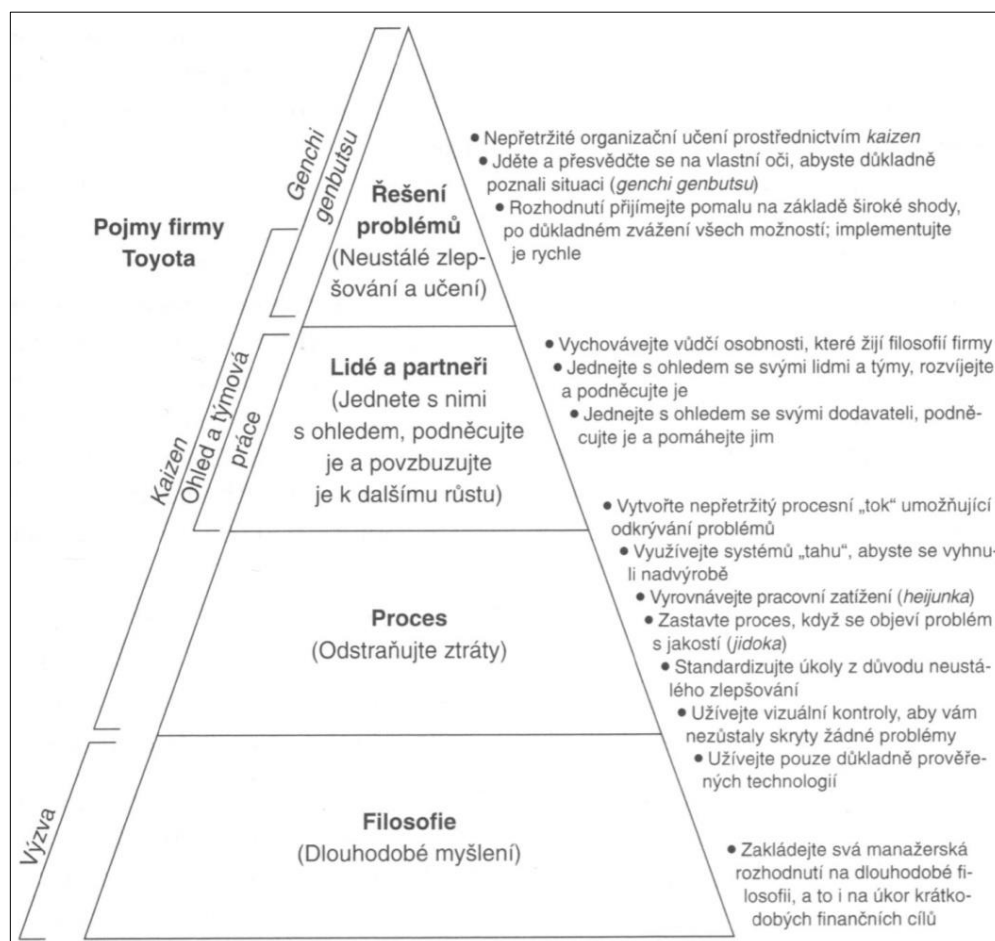 Pojmy firmy
Toyota
Genchi
genbutsu
Kaizen
Ohled a týmová
práce
Výzva
Řešení
problémů
(Neustálé zlep-
šování a učení)
• Nepřetržité organizační učení prostřednictvím kaizen
• Jděte a přesvědčte se na vlastní oči, abyste důkladně
poznali situaci (genchi genbutsu)
• Rozhodnutí přijímejte pomalu na základě široké shody,
po důkladném zvážení všech možností; implementujte
je rychle
Lidé a partneři
(Jednete s nimi
s ohledem, podněcujte
je a povzbuzujte
je k dalšímu růstu)
• Vychovávejte vůdčí osobnosti, které žijí filosofií firmy
• Jednejte s ohledem se svými lidmi a týmy, rozvíjejte
a podněcujte je
• Jednejte s ohledem se svými dodavateli, podně-
cujte je a pomáhejte jim
Proces
(Odstraňujte ztráty)
• Vytvořte nepřetržitý procesní „tok“ umožňující
odkrývání problémů
• Využívejte systémů „tahu“, abyste se vyhnu-
li nadvýrobě
• Vyrovnávejte pracovní zatížení (heijunka)
• Zastavte proces, když se objeví problém
s jakostí (jidoka)
• Standardizujte úkoly z důvodu neustá-
lého zlepšování
• Užívejte vizuální kontroly, aby vám
nezůstaly skryty žádné problémy
• Užívejte pouze důkladně prověře-
ných technologií
Filosofie
(Dlouhodobé myšlení)
• Zakládejte svá manažerská
rozhodnutí na dlouhodobé fi-
losofii, a to i na úkor krátko-
dobých finančních cílů